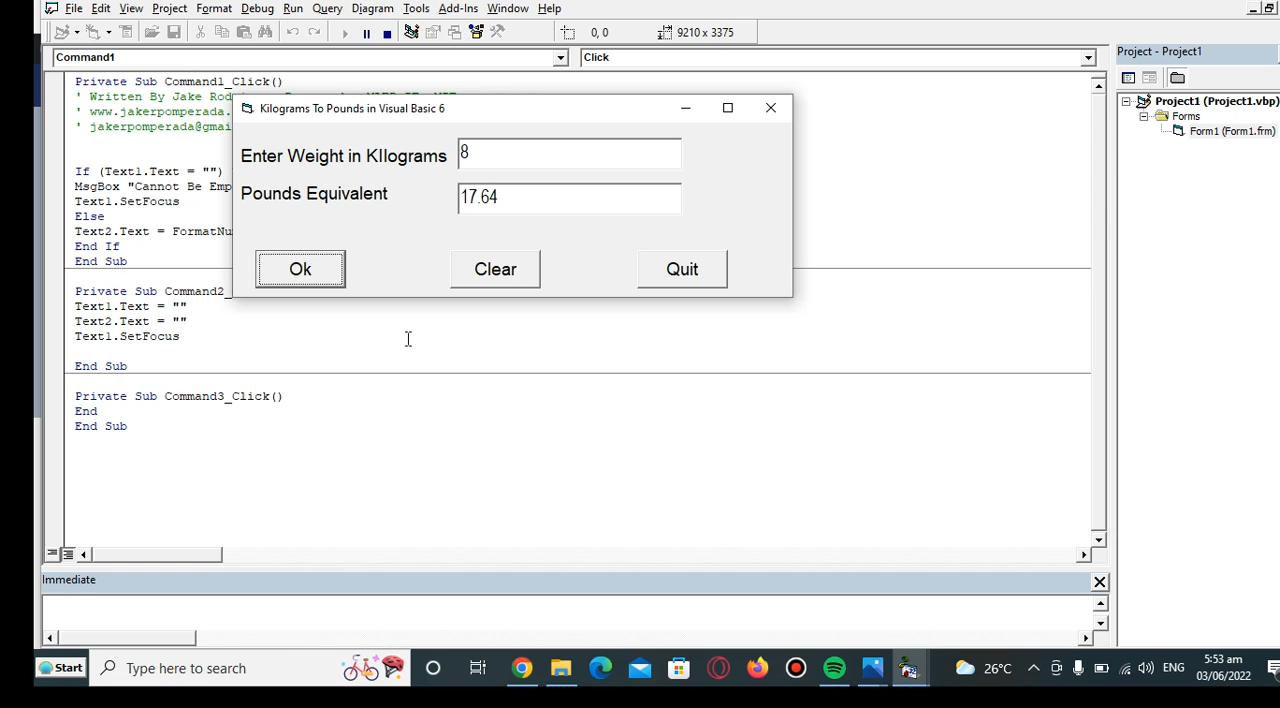 File Edit View Project Format Debug Run Query Diagram Tools Add-Ins Window Help
0, 0 9210 x 3375
Command1 Click
Project - Project1
Project1 (Project1.vbp)
Forms
Form1 (Form1.frm)
Private Sub Command1_Click()
' Written By Jake
' www.jakerpomperada.
' jakerpomperada@gmai
If (Text1.Text = "")
MsgBox "Cannot Be
Text1.SetFocus
Else
Text2.Text =
End If
End Sub
Private Sub Command2_
Text1.Text = ""
Text2.Text = ""
Text1.SetFocus
End Sub
Private Sub Command3_Click()
End
End Sub
Kilograms To Pounds in Visual Basic 6
Enter Weight in KIlograms 8
Pounds Equivalent 17.64
Ok Clear Quit
Immediate
Start Type here to search 26°C ENG 5:53 am
03/06/2022